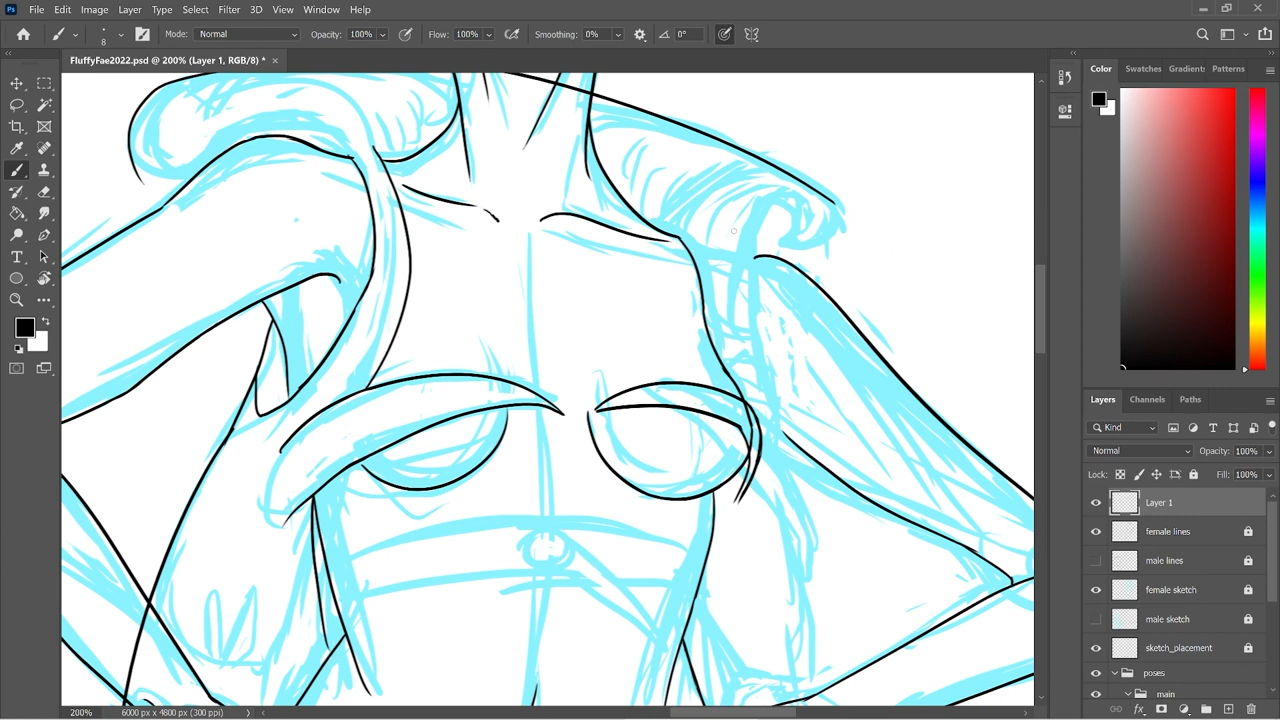 Ps File Edit Image Layer Type Select Filter 3D View Window Help
8 Mode: Normal Opacity: 100% Flow: 100% Smoothing: 0% 0°
FluffyFae2022.psd @ 200% (Layer 1, RGB/8) * ×
Color Swatches Gradient: Patterns
Layers Channels Paths
Kind
Normal Opacity: 100%
Lock: Fill: 100%
Layer 1
female lines
male lines
female sketch
male sketch
sketch_placement
poses
main
fx
200% 6000 px x 4800 px (300 ppi)